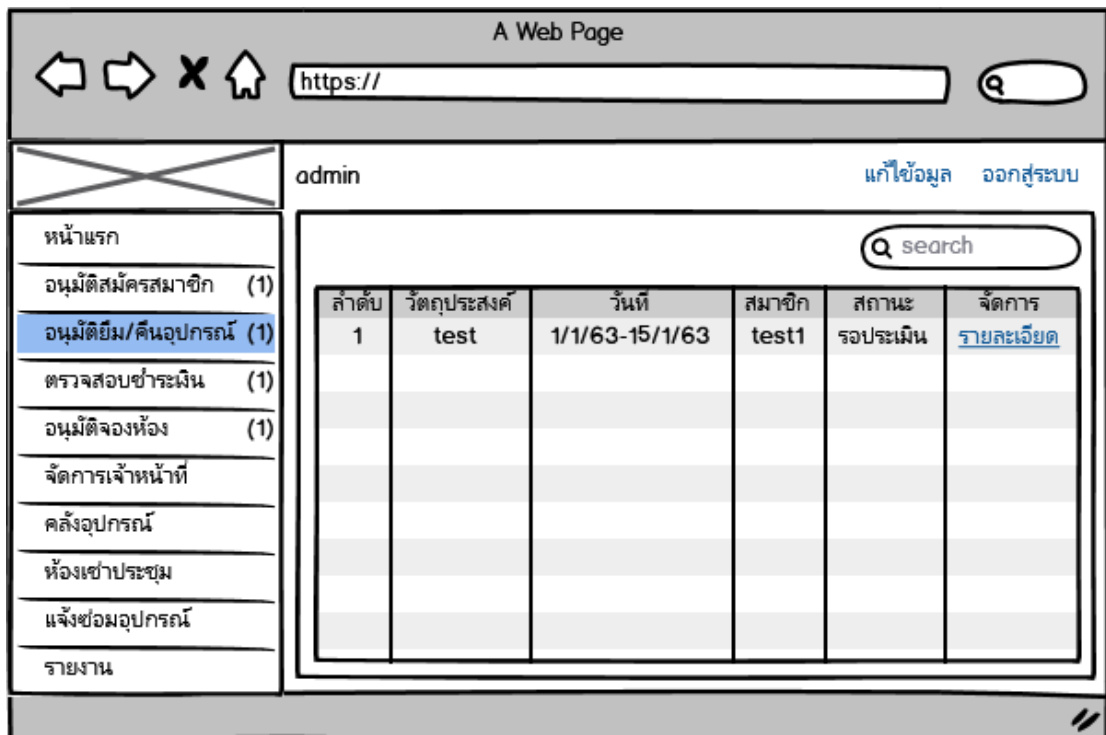 A Web Page
https://
admin
แก้ไข้อมูล ออกสู่ระบบ
หน้าแรก
อนุมัติสมัครสมาชิก (1)
อนุมัติยืม/คืนอุปกรณ์ (1)
ตรวจสอบชำระเงิน (1)
อนุมัติจองห้อง (1)
จัดการเจ้าหน้าที่
คลังอุปกรณ์
ห้องเช่าประชุม
แจ้งซ่อมอุปกรณ์
รายงาน
search
ลำดับ วัตถุประสงค์ วันที่ สมาชิก สถานะ จัดการ
1 test 1/1/63-15/1/63 test1 รอประเมิน รายละเอียด